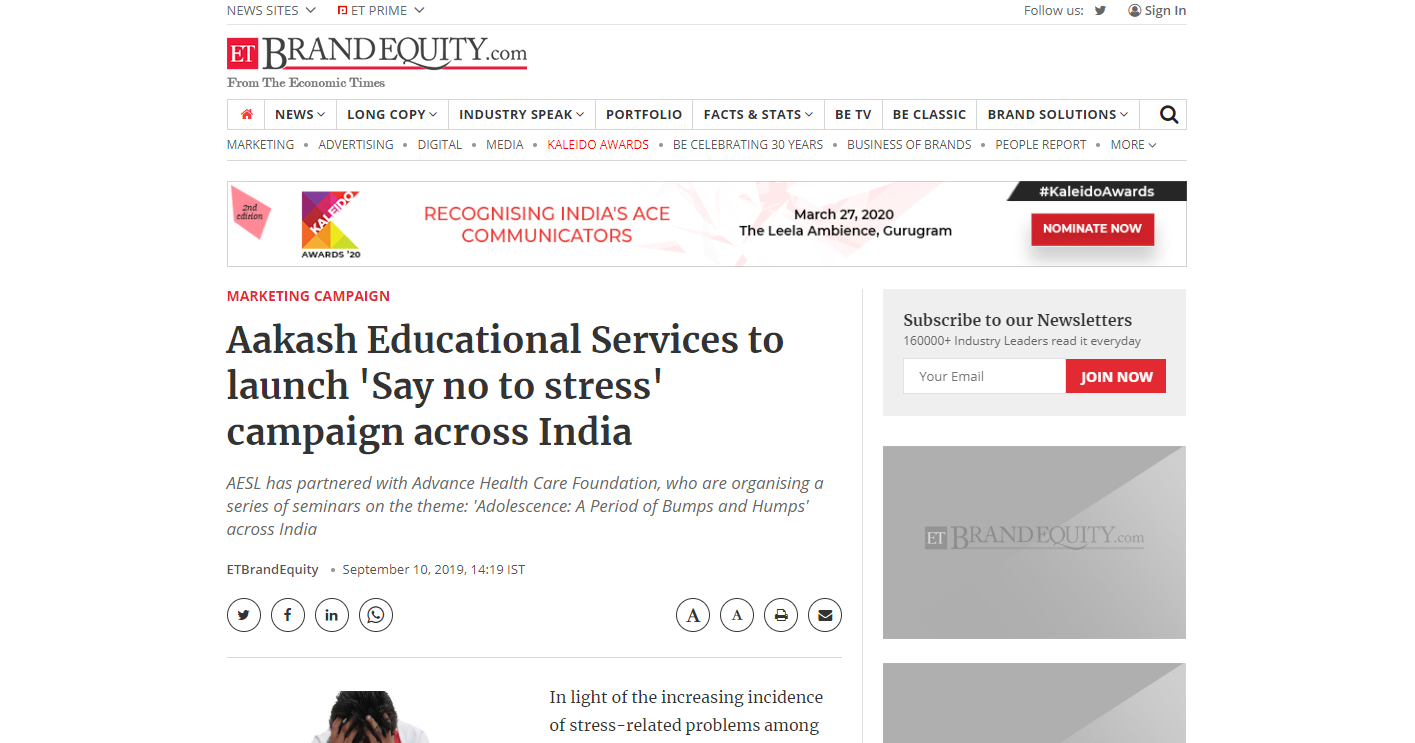 NEWS SITES ET PRIME Follow us: Sign In
ET BRANDEQUITY.com
From The Economic Times
NEWS LONG COPY INDUSTRY SPEAK PORTFOLIO FACTS & STATS BE TV BE CLASSIC BRAND SOLUTIONS
MARKETING • ADVERTISING • DIGITAL • MEDIA • KALEIDO AWARDS • BE CELEBRATING 30 YEARS • BUSINESS OF BRANDS • PEOPLE REPORT • MORE
2nd
edition
KALEIDO
AWARDS '20
RECOGNISING INDIA'S ACE
COMMUNICATORS
March 27, 2020
The Leela Ambience, Gurugram
#KaleidoAwards
NOMINATE NOW
MARKETING CAMPAIGN
Aakash Educational Services to
launch 'Say no to stress'
campaign across India
AESL has partnered with Advance Health Care Foundation, who are organising a
series of seminars on the theme: 'Adolescence: A Period of Bumps and Humps'
across India
ETBrandEquity • September 10, 2019, 14:19 IST
A A
In light of the increasing incidence
of stress-related problems among
Subscribe to our Newsletters
160000+ Industry Leaders read it everyday
Your Email JOIN NOW
ET BRANDEQUITY.com